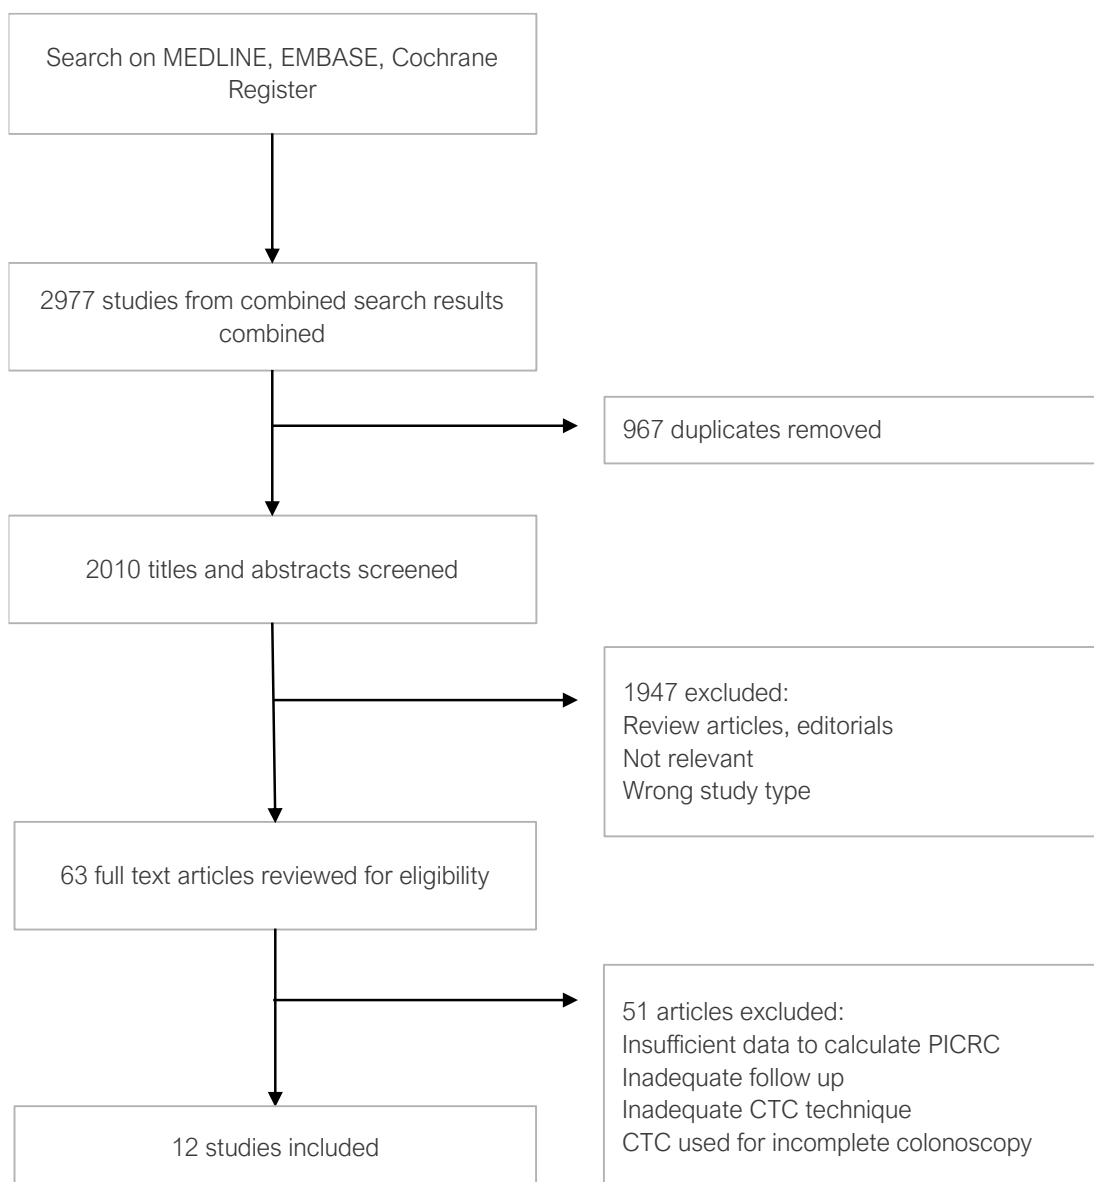 Search on MEDLINE, EMBASE, Cochrane
Register
2977 studies from combined search results
combined
967 duplicates removed
2010 titles and abstracts screened
1947 excluded:
Review articles, editorials
Not relevant
Wrong study type
63 full text articles reviewed for eligibility
51 articles excluded:
Insufficient data to calculate PICRC
Inadequate follow up
Inadequate CTC technique
CTC used for incomplete colonoscopy
12 studies included